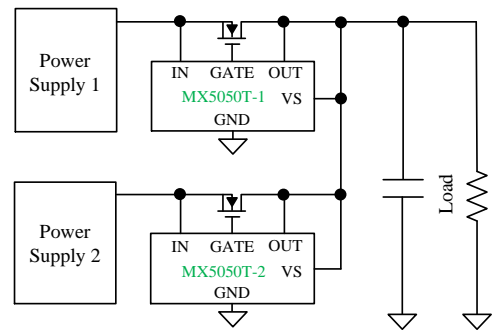 Power
Supply 1
IN GATE OUT
MX5050T-1 VS
GND
Power
Supply 2
IN GATE OUT
MX5050T-2 VS
GND
Load